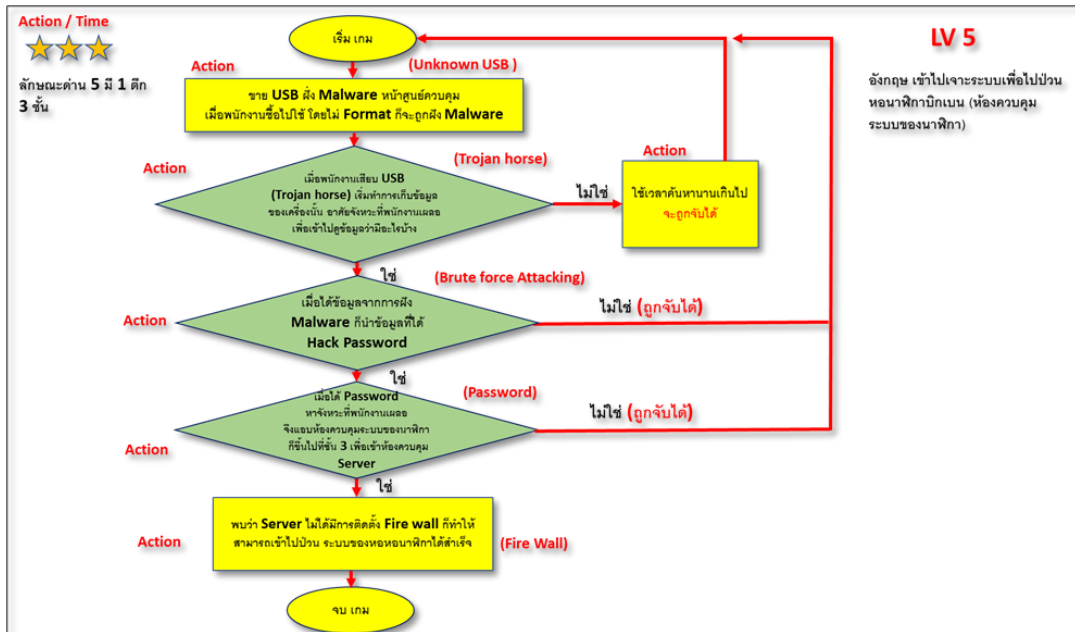 Action / Time
ลักษณะด่าน 5 มี 1 ตึก
3 ชั้น
LV 5
อังกฤษ เข้าไปเจาะระบบเพื่อไปป่วน
หอนาฬิกาบิกเบน (ห้องควบคุม
ระบบของนาฬิกา)
เริ่ม เกม
Action
(Unknown USB )
ขาย USB ฝัง Malware หน้าศูนย์ควบคุม
เมื่อพนักงานซื้อไปใช้ โดยไม่ Format ก็จะถูกฝัง Malware
Action
(Trojan horse)
เมื่อพนักงานเสียบ USB
(Trojan horse) เริ่มทำการเก็บข้อมูล
ของเครื่องนั้น อาศัยจังหวะที่พนักงานเผลอ
เพื่อเข้าไปดูข้อมูลว่ามีอะไรบ้าง
ไม่ใช่
Action
ใช้เวลาค้นหานานเกินไป
จะถูกจับได้
ใช่
(Brute force Attacking)
Action
เมื่อได้ข้อมูลจากการฝัง
Malware ก็นำข้อมูลที่ได้
Hack Password
ไม่ใช่ (ถูกจับได้)
ใช่
(Password)
Action
เมื่อได้ Password
หาจังหวะที่พนักงานเผลอ
จึงแอบห้องควบคุมระบบของนาฬิกา
ก็ขึ้นไปที่ชั้น 3 เพื่อเข้าห้องควบคุม
Server
ไม่ใช่ (ถูกจับได้)
ใช่
Action
พบว่า Server ไม่ได้มีการติดตั้ง Fire wall ก็ทำให้
สามารถเข้าไปป่วน ระบบของหอหอนาฬิกาได้สำเร็จ
(Fire Wall)
จบ เกม